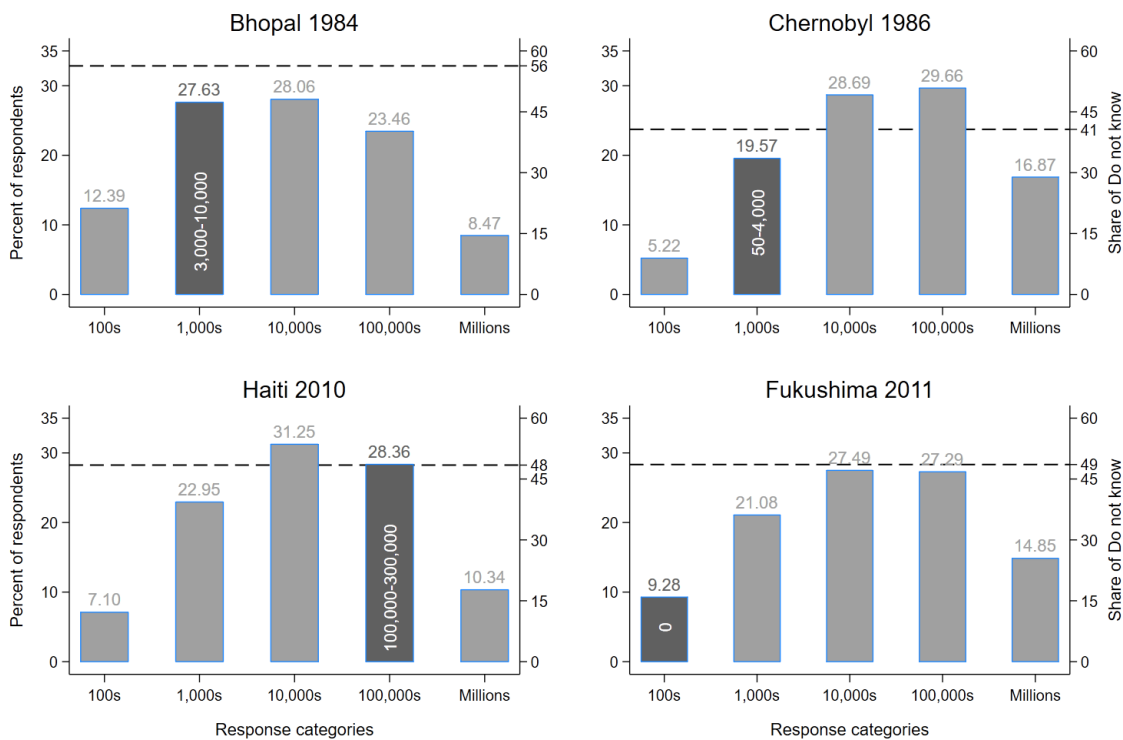 Bhopal 1984
Percent of respondents
35
30
20
10
0
60
56
45
30
15
0
12.39
27.63
28.06
23.46
8.47
3,000-10,000
100s
1,000s
10,000s
100,000s
Millions
Chernobyl 1986
35
30
20
10
0
60
45
41
30
15
0
Share of Do not know
5.22
19.57
28.69
29.66
16.87
50-4,000
100s
1,000s
10,000s
100,000s
Millions
Haiti 2010
Percent of respondents
35
30
20
10
0
60
48
45
30
15
0
7.10
22.95
31.25
28.36
10.34
100,000-300,000
100s
1,000s
10,000s
100,000s
Millions
Response categories
Fukushima 2011
35
30
20
10
0
60
49
45
30
15
0
Share of Do not know
9.28
21.08
27.49
27.29
14.85
0
100s
1,000s
10,000s
100,000s
Millions
Response categories